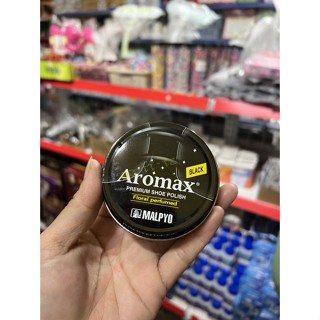 BLACK
Aromax®
PREMIUM SHOE POLISH
Floral perfumed
MALPYO